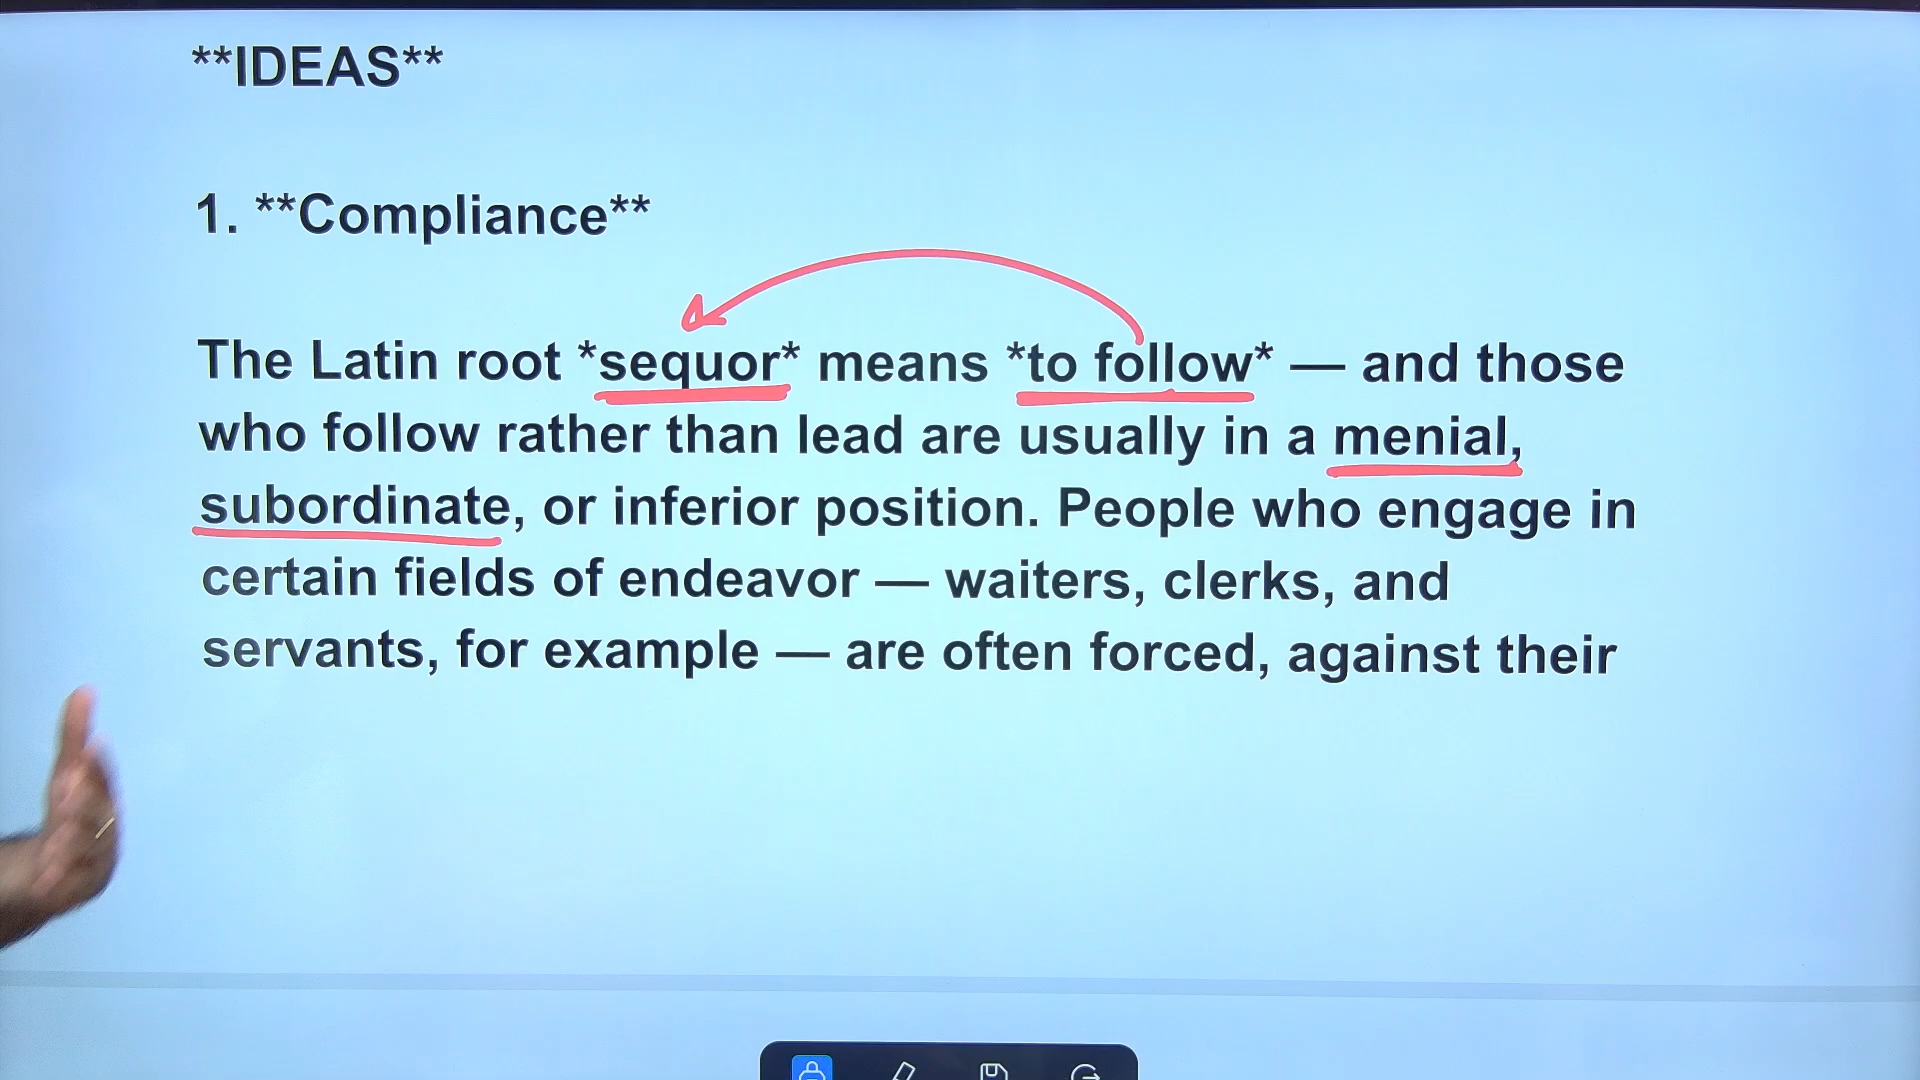 **IDEAS**
1. **Compliance**
The Latin root *sequor* means *to follow* — and those
who follow rather than lead are usually in a menial,
subordinate, or inferior position. People who engage in
certain fields of endeavor — waiters, clerks, and
servants, for example — are often forced, against their